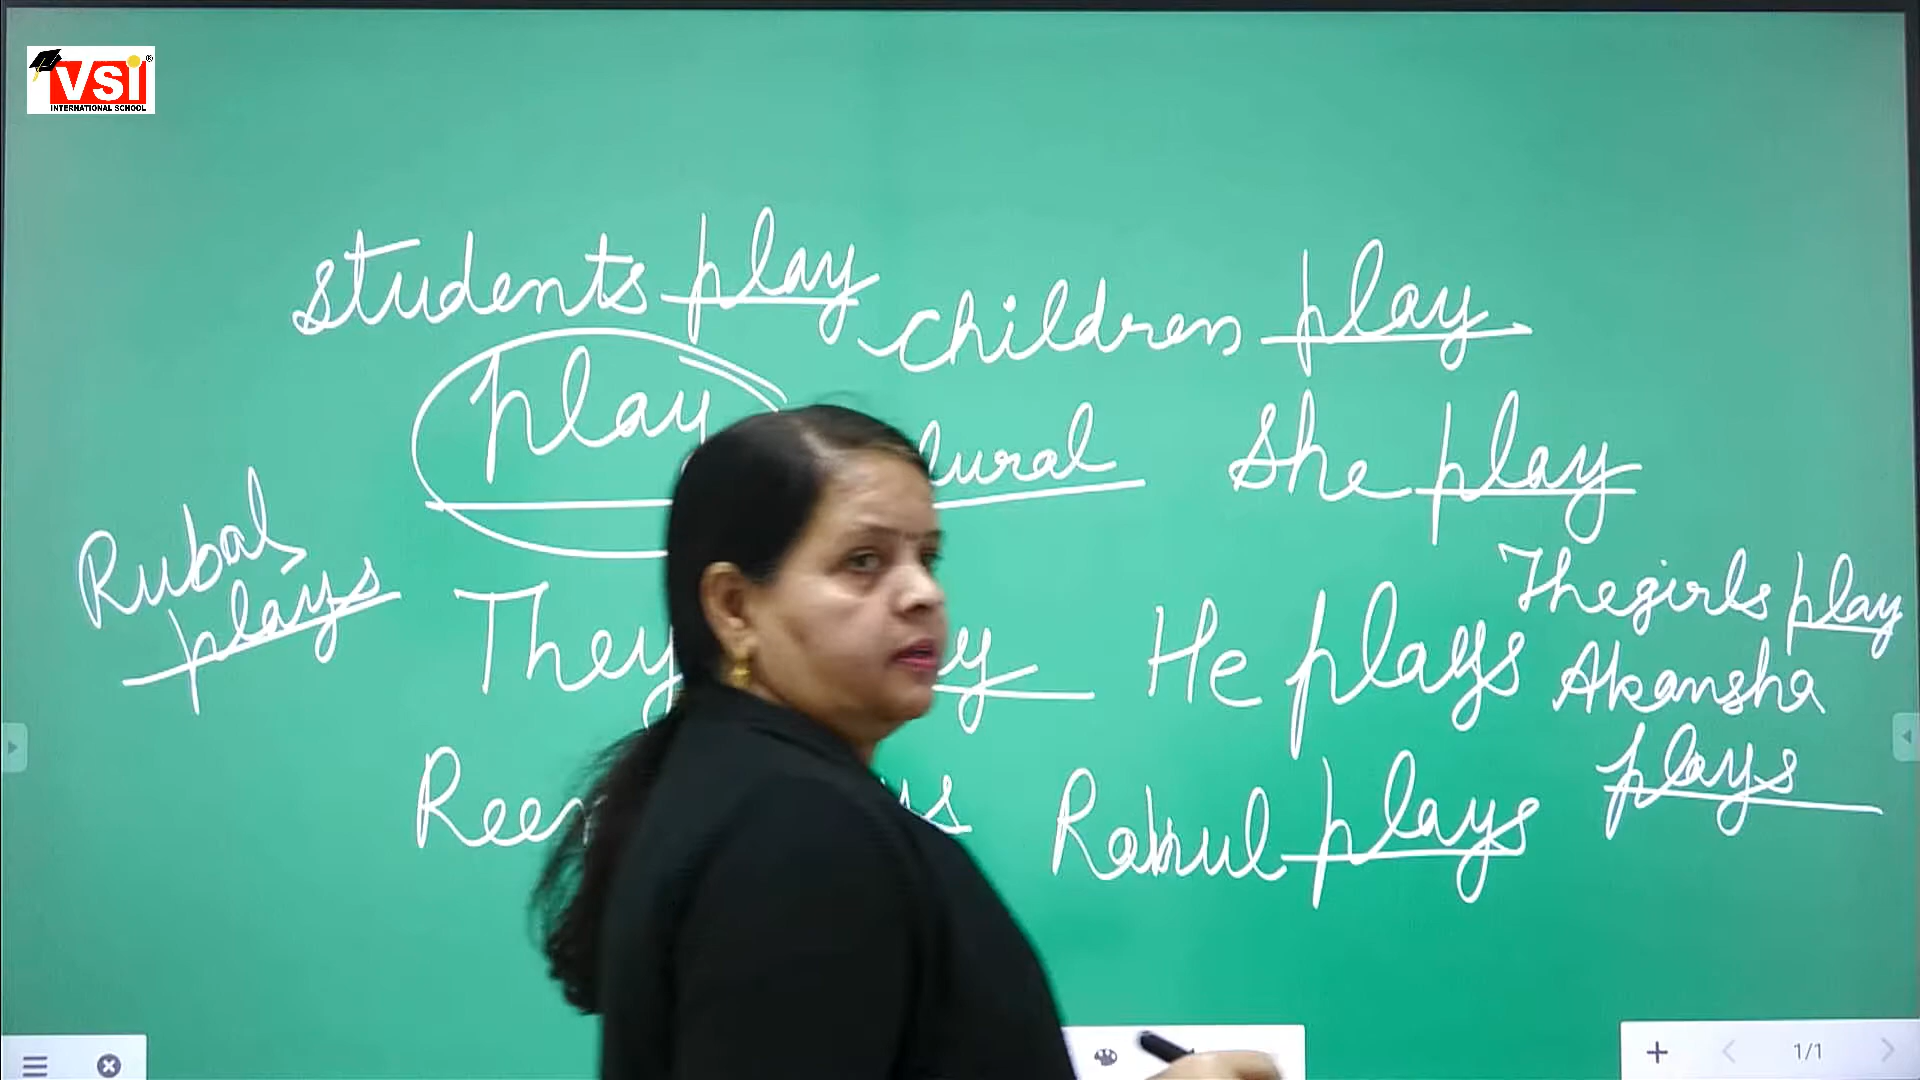 VSI
INTERNATIONAL SCHOOL
students play
children play
play
She play
Rubal
plays
They
He plays
The girls play
Akansha
plays
Rahul plays
1/1